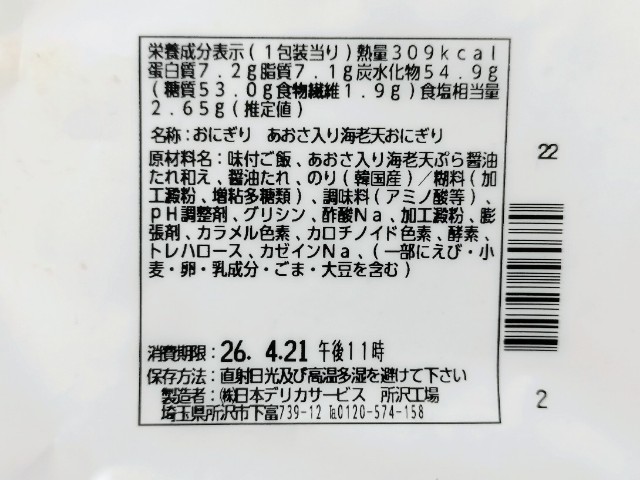 栄養成分表示(1包装当り)熱量309kcal
蛋白質7.2g脂質7.1g炭水化物54.9g
(糖質53.0g食物繊維1.9g)食塩相当量
2.65g(推定値)
名称:おにぎり　あおさ入り海老天おにぎり
原材料名:味付ご飯、あおさ入り海老天ぷら醤油
たれ和え、醤油たれ、のり(韓国産)/糊料(加
工澱粉、増粘多糖類)、調味料(アミノ酸等)、
pH調整剤、グリシン、酢酸Na、加工澱粉、膨
張剤、カラメル色素、カロチノイド色素、酵素、
トレハロース、カゼインNa、(一部にえび・小
麦・卵・乳成分・ごま・大豆を含む)
消費期限:26. 4.21 午後11時
保存方法:直射日光及び高温多湿を避けて下さい
製造者:㈱日本デリカサービス　所沢工場
埼玉県所沢市下富739-12 ℡0120-574-158
22
2